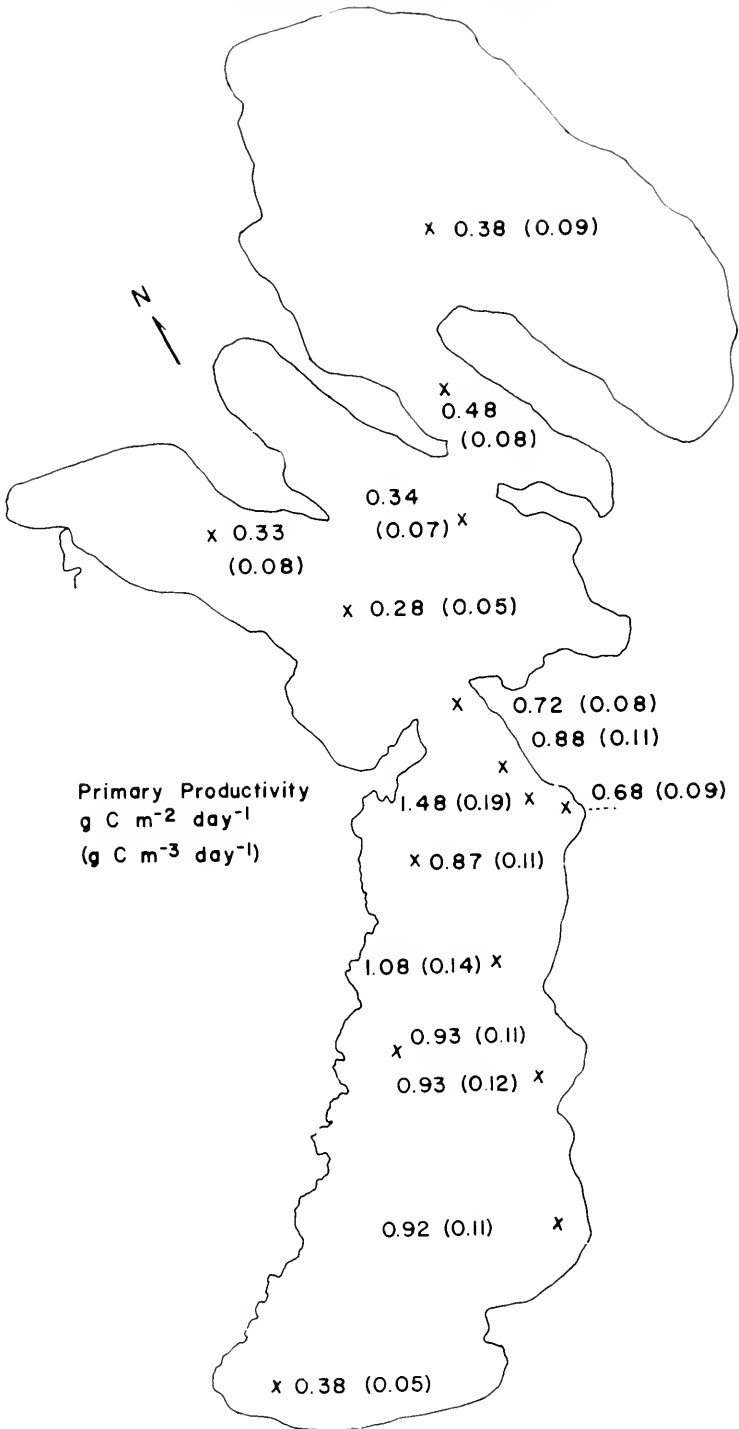 x 0.38 (0.09)
N
x
0.48
(0.08)
0.34
(0.07) x
x 0.33
(0.08)
x 0.28 (0.05)
x 0.72 (0.08)
0.88 (0.11)
x
1.48 (0.19) x
x 0.68 (0.09)
Primary Productivity
g C m⁻² day⁻¹
(g C m⁻³ day⁻¹)
x 0.87 (0.11)
1.08 (0.14) x
x 0.93 (0.11)
0.93 (0.12) x
0.92 (0.11) x
x 0.38 (0.05)